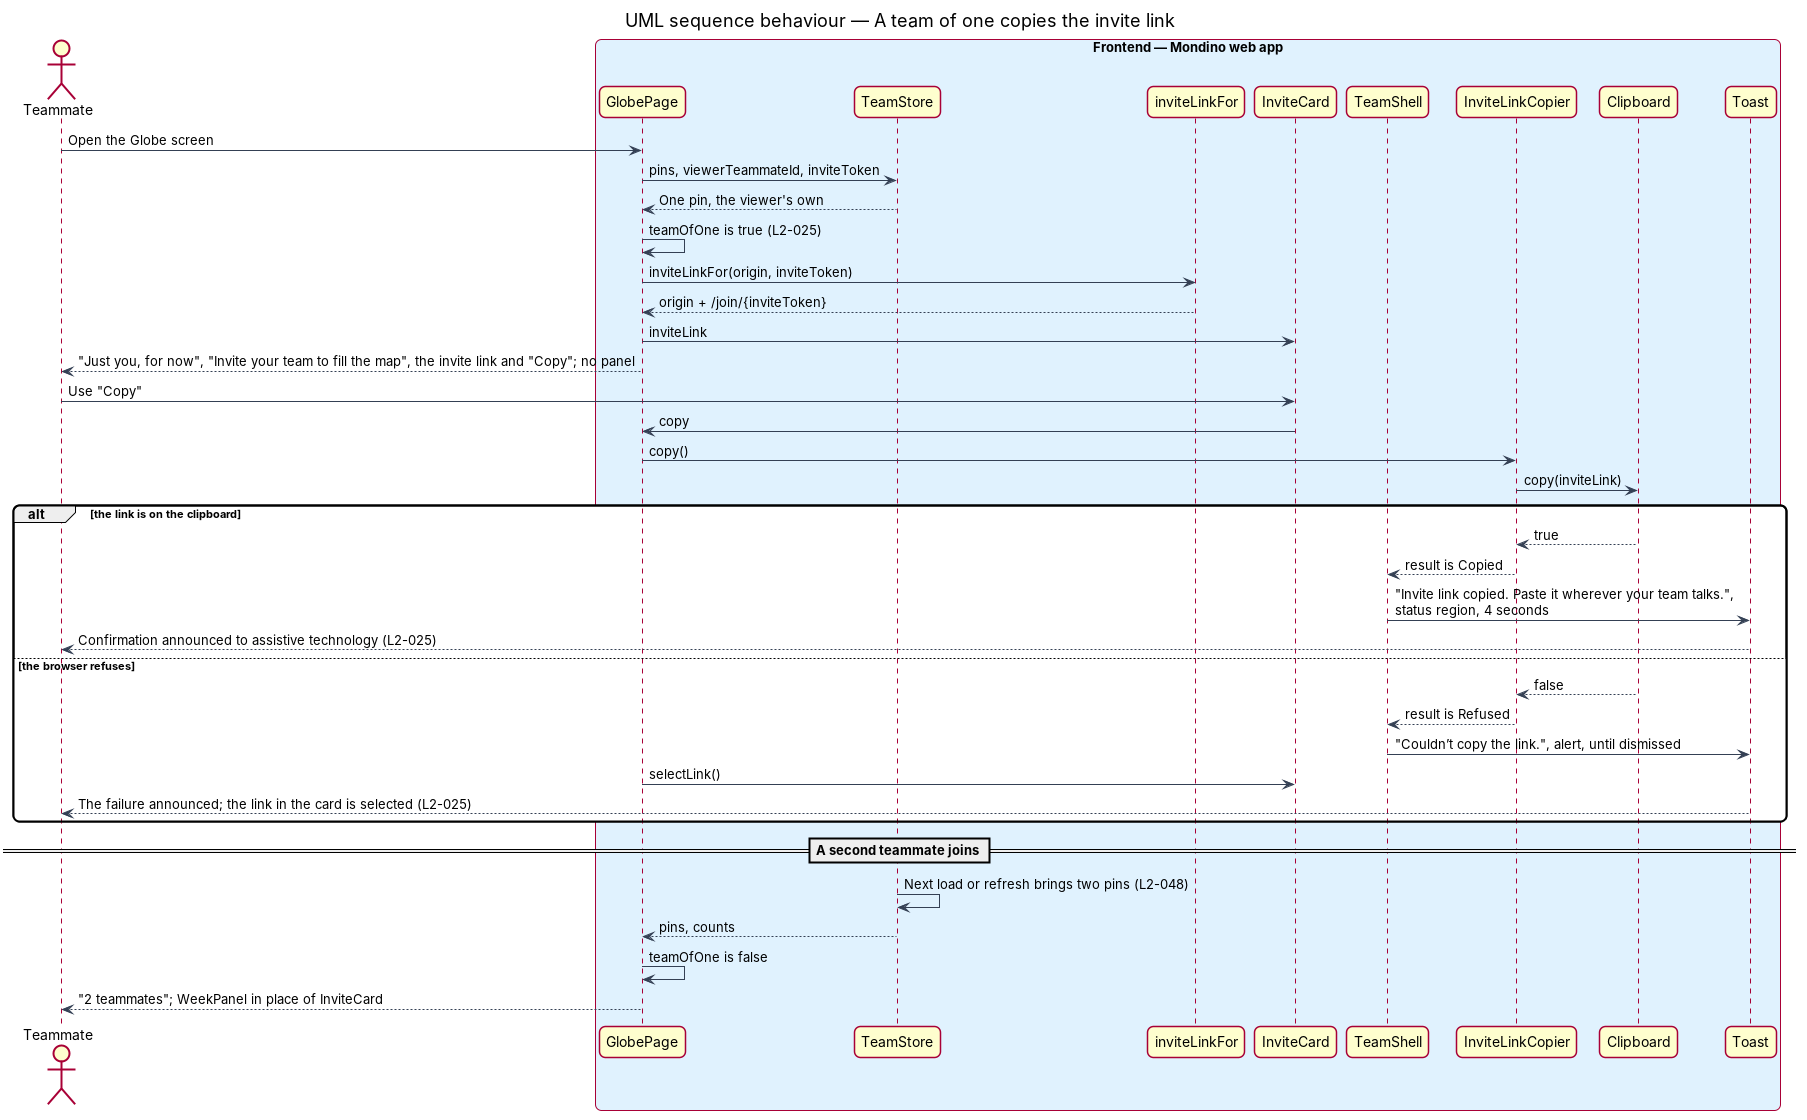 UML sequence behaviour — A team of one copies the invite link
Frontend — Mondino web app
Teammate
GlobePage
TeamStore
inviteLinkFor
InviteCard
TeamShell
InviteLinkCopier
Clipboard
Toast
Open the Globe screen
pins, viewerTeammateId, inviteToken
One pin, the viewer's own
teamOfOne is true (L2-025)
inviteLinkFor(origin, inviteToken)
origin + /join/{inviteToken}
inviteLink
"Just you, for now", "Invite your team to fill the map", the invite link and "Copy"; no panel
Use "Copy"
copy
copy()
copy(inviteLink)
alt
[the link is on the clipboard]
true
result is Copied
"Invite link copied. Paste it wherever your team talks.",
status region, 4 seconds
Confirmation announced to assistive technology (L2-025)
[the browser refuses]
false
result is Refused
"Couldn't copy the link.", alert, until dismissed
selectLink()
The failure announced; the link in the card is selected (L2-025)
A second teammate joins
Next load or refresh brings two pins (L2-048)
pins, counts
teamOfOne is false
"2 teammates"; WeekPanel in place of InviteCard
Teammate
GlobePage
TeamStore
inviteLinkFor
InviteCard
TeamShell
InviteLinkCopier
Clipboard
Toast